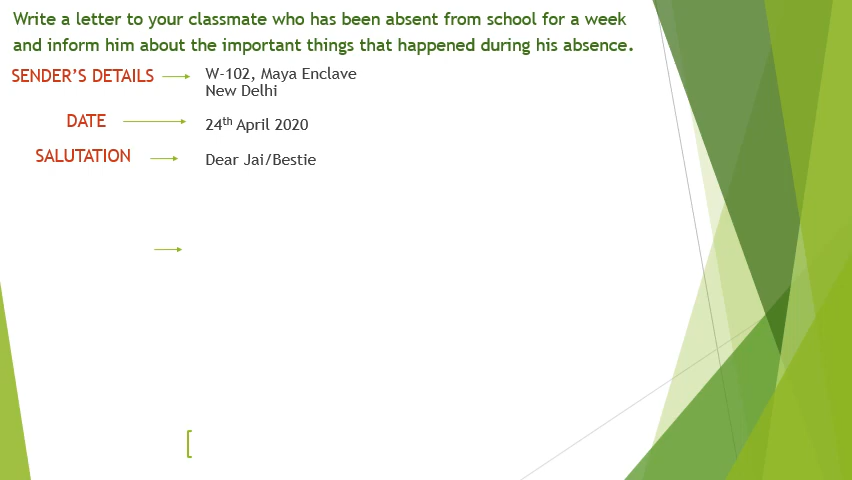 Write a letter to your classmate who has been absent from school for a week
and inform him about the important things that happened during his absence.
SENDER’S DETAILS W-102, Maya Enclave
New Delhi
DATE 24th April 2020
SALUTATION Dear Jai/Bestie
[